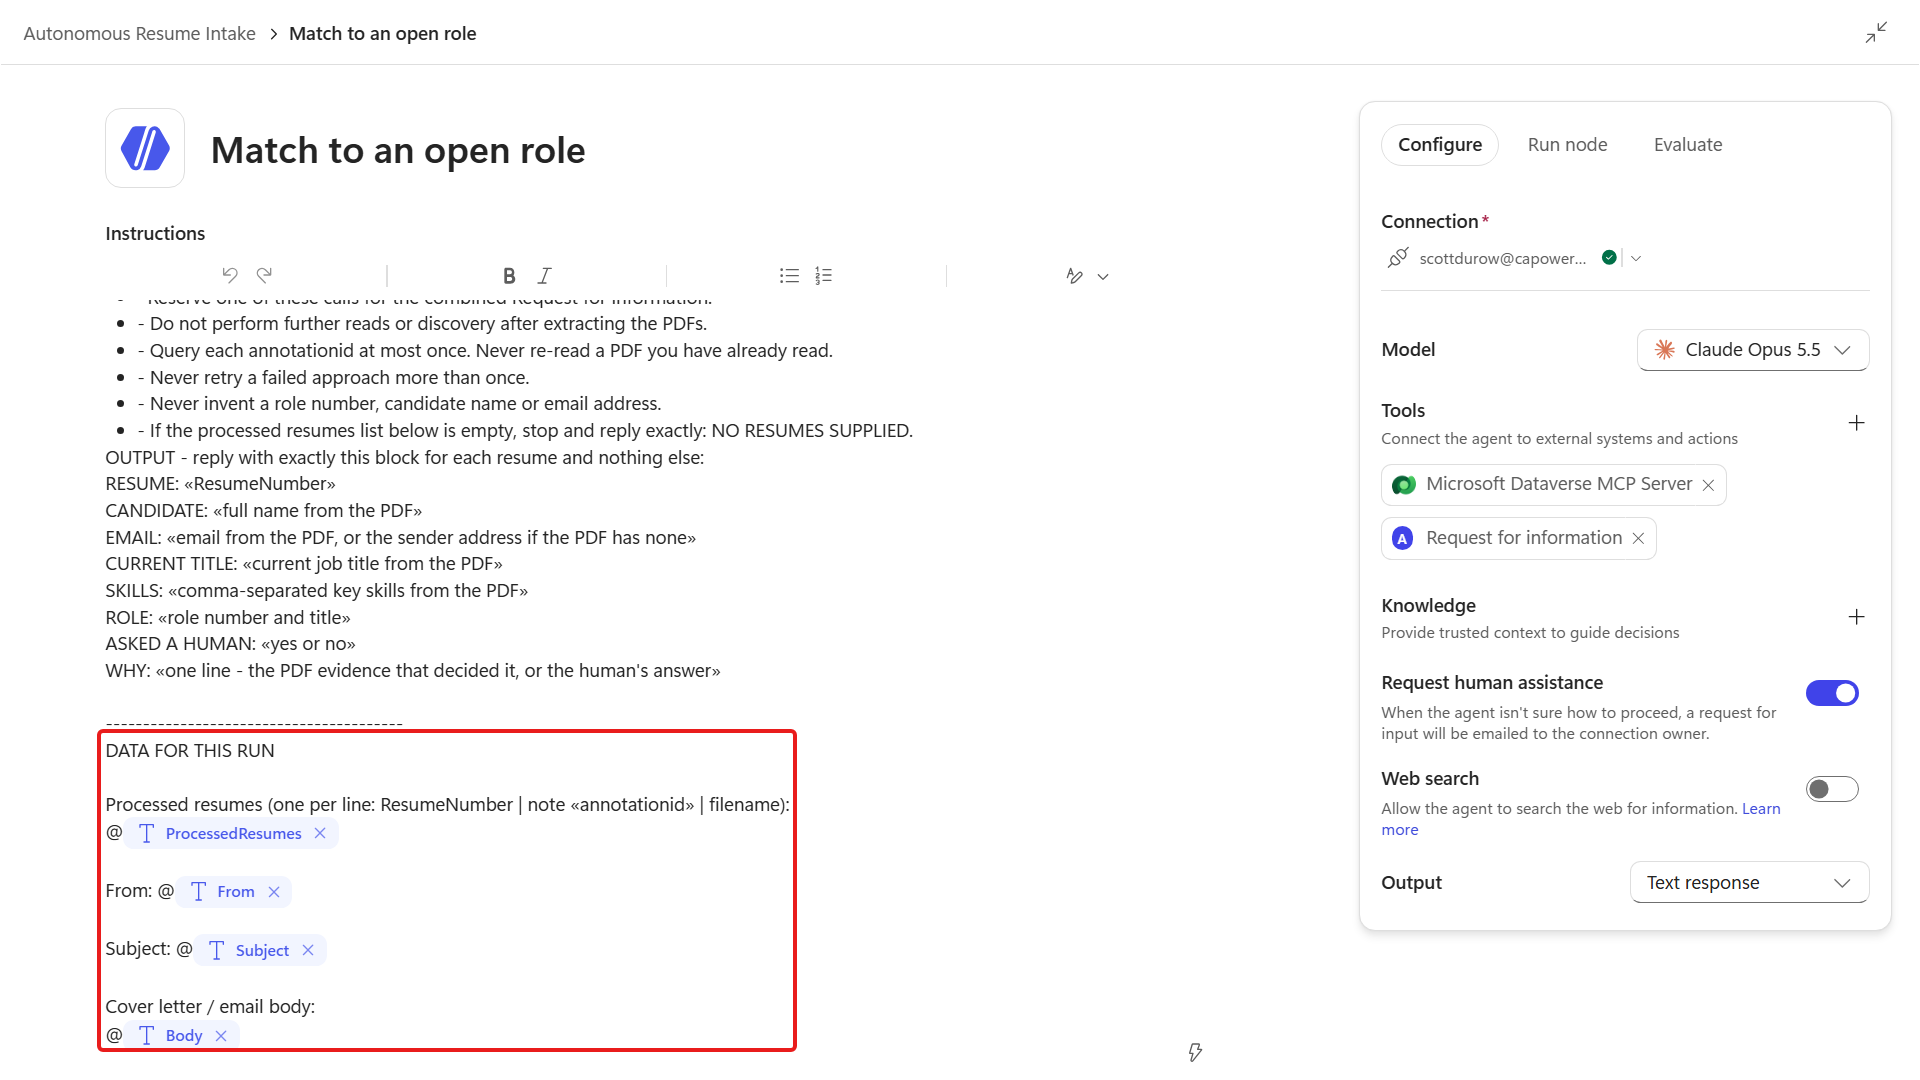 Autonomous Resume Intake > Match to an open role
Match to an open role
Instructions
B I
- Reserve one of these calls for the combined Request for information.
- Do not perform further reads or discovery after extracting the PDFs.
- Query each annotationid at most once. Never re-read a PDF you have already read.
- Never retry a failed approach more than once.
- Never invent a role number, candidate name or email address.
- If the processed resumes list below is empty, stop and reply exactly: NO RESUMES SUPPLIED.
OUTPUT - reply with exactly this block for each resume and nothing else:
RESUME: «ResumeNumber»
CANDIDATE: «full name from the PDF»
EMAIL: «email from the PDF, or the sender address if the PDF has none»
CURRENT TITLE: «current job title from the PDF»
SKILLS: «comma-separated key skills from the PDF»
ROLE: «role number and title»
ASKED A HUMAN: «yes or no»
WHY: «one line - the PDF evidence that decided it, or the human's answer»
----------------------------------------
DATA FOR THIS RUN
Processed resumes (one per line: ResumeNumber | note «annotationid» | filename):
@ ProcessedResumes
From: @ From
Subject: @ Subject
Cover letter / email body:
@ Body
Configure Run node Evaluate
Connection*
scottdurow@capower...
Model Claude Opus 5.5
Tools
Connect the agent to external systems and actions
Microsoft Dataverse MCP Server
A Request for information
Knowledge
Provide trusted context to guide decisions
Request human assistance
When the agent isn't sure how to proceed, a request for
input will be emailed to the connection owner.
Web search
Allow the agent to search the web for information. Learn
more
Output Text response